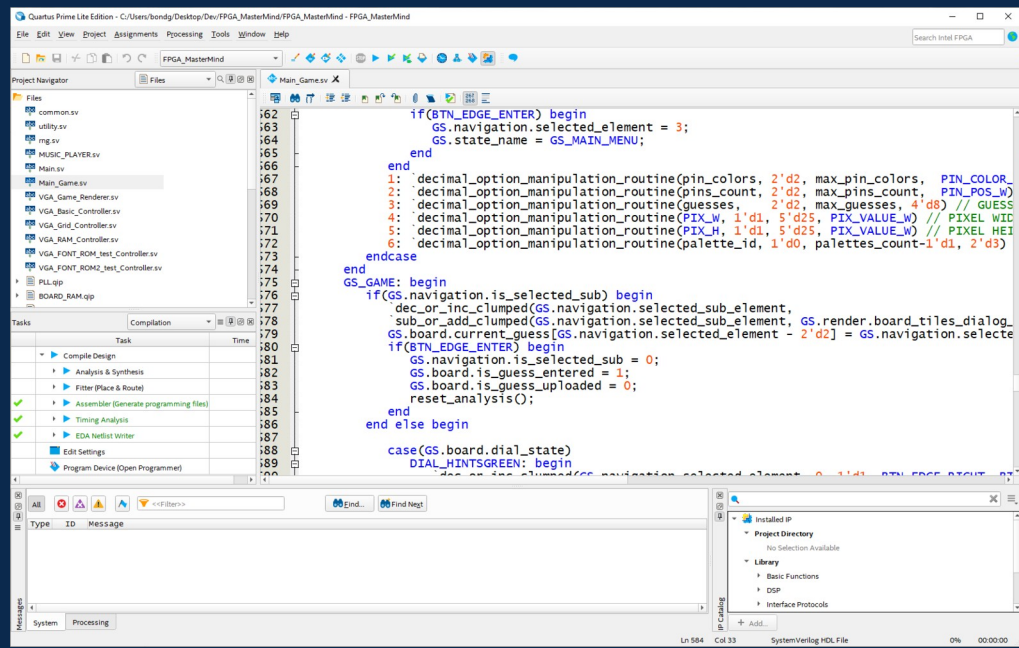 Quartus Prime Lite Edition - C:/Users/bondg/Desktop/Dev/FPGA_MasterMind/FPGA_MasterMind - FPGA_MasterMind
File Edit View Project Assignments Processing Tools Window Help
Search Intel FPGA
FPGA_MasterMind
Project Navigator
Files
Main_Game.sv
Files
common.sv
utility.sv
rng.sv
MUSIC_PLAYER.sv
Main.sv
Main_Game.sv
VGA_Game_Renderer.sv
VGA_Basic_Controller.sv
VGA_Grid_Controller.sv
VGA_RAM_Controller.sv
VGA_FONT_ROM_test_Controller.sv
VGA_FONT_ROM2_test_Controller.sv
PLL.qip
BOARD_RAM.qip
267
268
562 if(BTN_EDGE_ENTER) begin
563 GS.navigation.selected_element = 3;
564 GS.state_name = GS_MAIN_MENU;
565 end
566 end
567 1: `decimal_option_manipulation_routine(pin_colors, 2'd2, max_pin_colors, PIN_COLOR_
568 2: `decimal_option_manipulation_routine(pins_count, 2'd2, max_pins_count, PIN_POS_W)
569 3: `decimal_option_manipulation_routine(guesses, 2'd2, max_guesses, 4'd8) // GUESS
570 4: `decimal_option_manipulation_routine(PIX_W, 1'd1, 5'd25, PIX_VALUE_W) // PIXEL WID
571 5: `decimal_option_manipulation_routine(PIX_H, 1'd1, 5'd25, PIX_VALUE_W) // PIXEL HEI
572 6: `decimal_option_manipulation_routine(palette_id, 1'd0, palettes_count-1'd1, 2'd3)
573 endcase
574 end
575 GS_GAME: begin
576 if(GS.navigation.is_selected_sub) begin
577 `dec_or_inc_clumped(GS.navigation.selected_sub_element,
578 `sub_or_add_clumped(GS.navigation.selected_sub_element, GS.render.board_tiles_dialog_
579 GS.board.current_guess[GS.navigation.selected_element - 2'd2] = GS.navigation.selecte
580 if(BTN_EDGE_ENTER) begin
581 GS.navigation.is_selected_sub = 0;
582 GS.board.is_guess_entered = 1;
583 GS.board.is_guess_uploaded = 0;
584 reset_analysis();
585 end
586 end else begin
587
588 case(GS.board.dial_state)
589 DIAL_HINTSGREEN: begin
Tasks
Compilation
Task Time
Compile Design
Analysis & Synthesis
Fitter (Place & Route)
Assembler (Generate programming files)
Timing Analysis
EDA Netlist Writer
Edit Settings
Program Device (Open Programmer)
All
<<Filter>>
Find...
Find Next
Type ID Message
Messages
System Processing
IP Catalog
Installed IP
Project Directory
No Selection Available
Library
Basic Functions
DSP
Interface Protocols
+ Add...
Ln 584 Col 33 SystemVerilog HDL File 0% 00:00:00